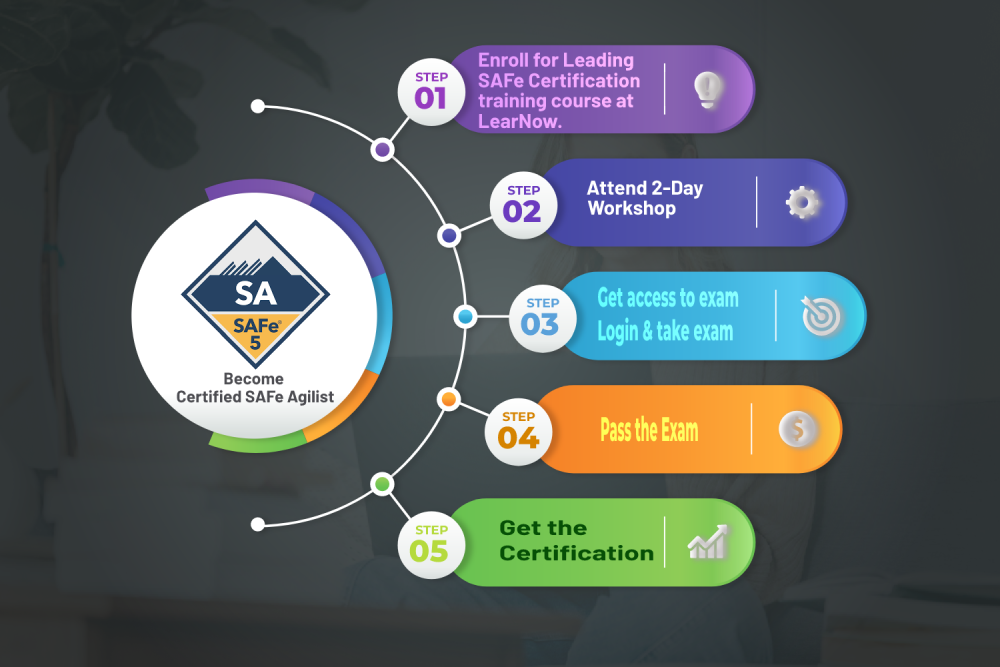 STEP
01
Enroll for Leading
SAFe Certification
training course at
LearNow.
STEP
02
Attend 2-Day
Workshop
SA
SAFe®
5
Become
Certified SAFe Agilist
STEP
03
Get access to exam
Login & take exam
STEP
04
Pass the Exam
$
STEP
05
Get the
Certification